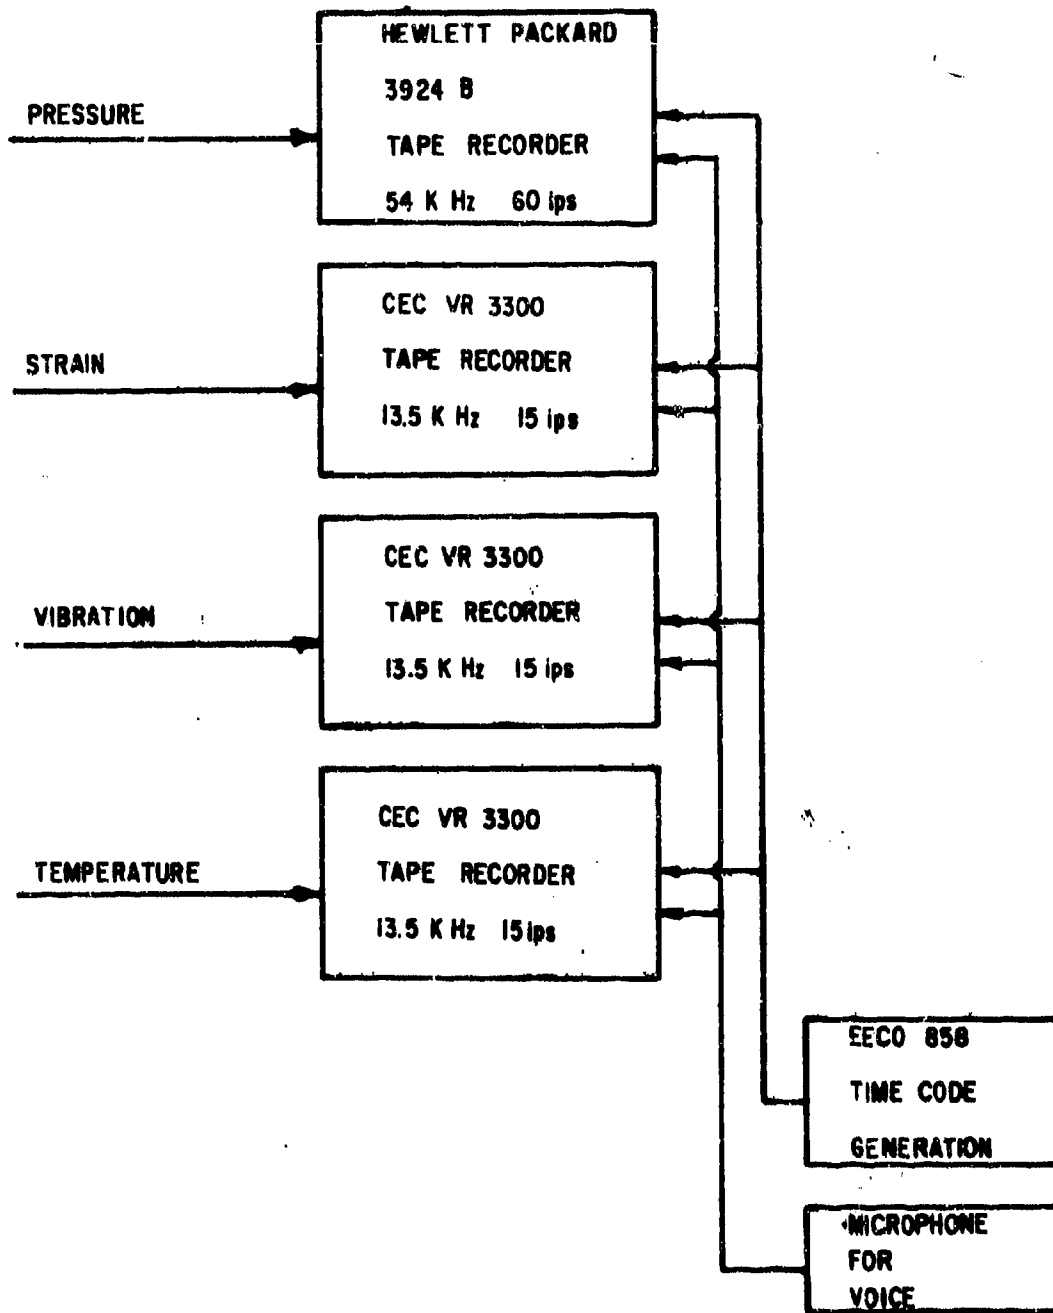 HEWLETT PACKARD
3924 B
TAPE RECORDER
54 K Hz 60 ips
PRESSURE
CEC VR 3300
TAPE RECORDER
13.5 K Hz 15 ips
STRAIN
CEC VR 3300
TAPE RECORDER
13.5 K Hz 15 ips
VIBRATION
CEC VR 3300
TAPE RECORDER
13.5 K Hz 15 ips
TEMPERATURE
EECO 858
TIME CODE
GENERATION
MICROPHONE
FOR
VOICE